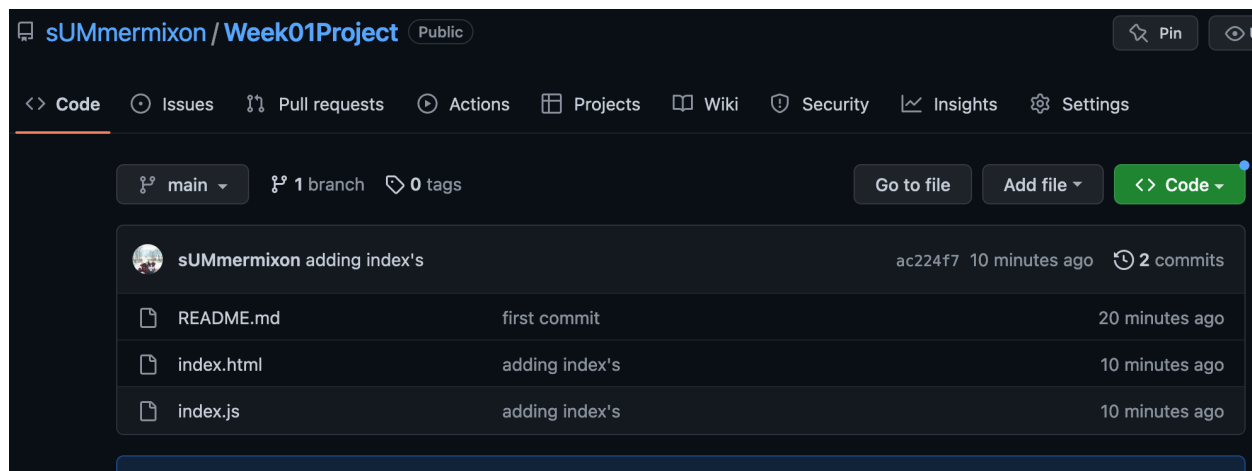 sUMmermixon / Week01Project Public Pin
Code Issues Pull requests Actions Projects Wiki Security Insights Settings
main 1 branch 0 tags Go to file Add file Code
sUMmermixon adding index's ac224f7 10 minutes ago 2 commits
README.md first commit 20 minutes ago
index.html adding index's 10 minutes ago
index.js adding index's 10 minutes ago